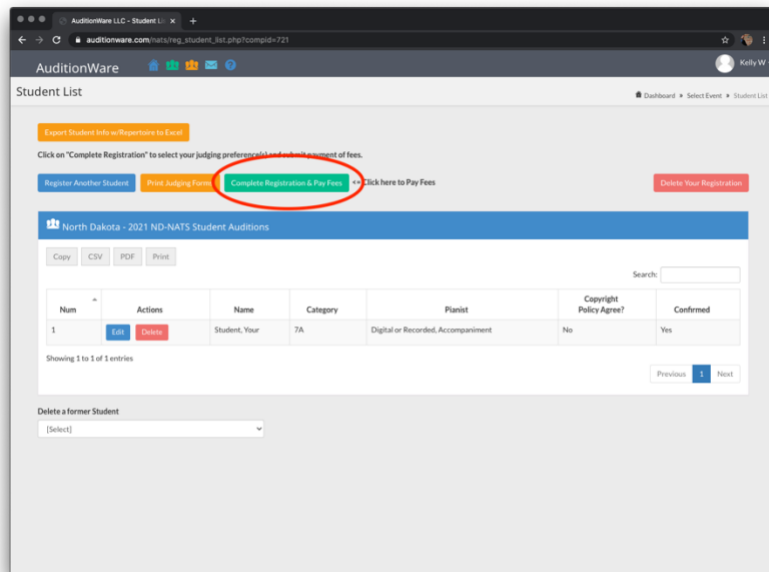 AuditionWare LLC - Student Li
auditionware.com/nats/reg_student_list.php?compid=721
AuditionWare
Kelly W
Student List
Dashboard » Select Event » Student List
Export Student Info w/Repertoire to Excel
Click on "Complete Registration" to select your judging preference(s) and submit payment of fees.
Register Another Student Print Judging Forms Complete Registration & Pay Fees <= Click here to Pay Fees Delete Your Registration
North Dakota - 2021 ND-NATS Student Auditions
Copy CSV PDF Print
Search:
Num Actions Name Category Pianist Copyright Policy Agree? Confirmed
1 Edit Delete Student, Your 7A Digital or Recorded, Accompaniment No Yes
Showing 1 to 1 of 1 entries
Previous 1 Next
Delete a former Student
[Select]